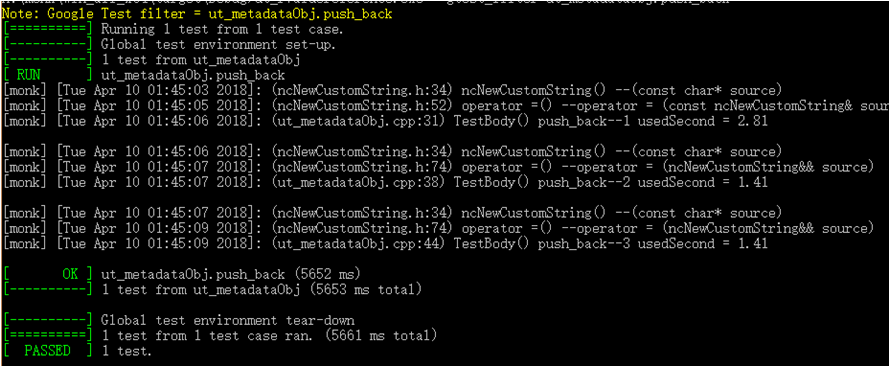 Note: Google Test filter = ut_metadataObj.push_back
[==========] Running 1 test from 1 test case.
[----------] Global test environment set-up.
[----------] 1 test from ut_metadataObj
[ RUN      ] ut_metadataObj.push_back
[monk] [Tue Apr 10 01:45:03 2018]: (ncNewCustomString.h:34) ncNewCustomString() --(const char* source)
[monk] [Tue Apr 10 01:45:05 2018]: (ncNewCustomString.h:52) operator =() --operator = (const ncNewCustomString& sour
[monk] [Tue Apr 10 01:45:06 2018]: (ut_metadataObj.cpp:31) TestBody() push_back--1 usedSecond = 2.81
[monk] [Tue Apr 10 01:45:06 2018]: (ncNewCustomString.h:34) ncNewCustomString() --(const char* source)
[monk] [Tue Apr 10 01:45:07 2018]: (ncNewCustomString.h:74) operator =() --operator = (ncNewCustomString&& source)
[monk] [Tue Apr 10 01:45:07 2018]: (ut_metadataObj.cpp:38) TestBody() push_back--2 usedSecond = 1.41
[monk] [Tue Apr 10 01:45:07 2018]: (ncNewCustomString.h:34) ncNewCustomString() --(const char* source)
[monk] [Tue Apr 10 01:45:09 2018]: (ncNewCustomString.h:74) operator =() --operator = (ncNewCustomString&& source)
[monk] [Tue Apr 10 01:45:09 2018]: (ut_metadataObj.cpp:44) TestBody() push_back--3 usedSecond = 1.41
[       OK ] ut_metadataObj.push_back (5652 ms)
[----------] 1 test from ut_metadataObj (5653 ms total)
[----------] Global test environment tear-down
[==========] 1 test from 1 test case ran. (5661 ms total)
[  PASSED  ] 1 test.